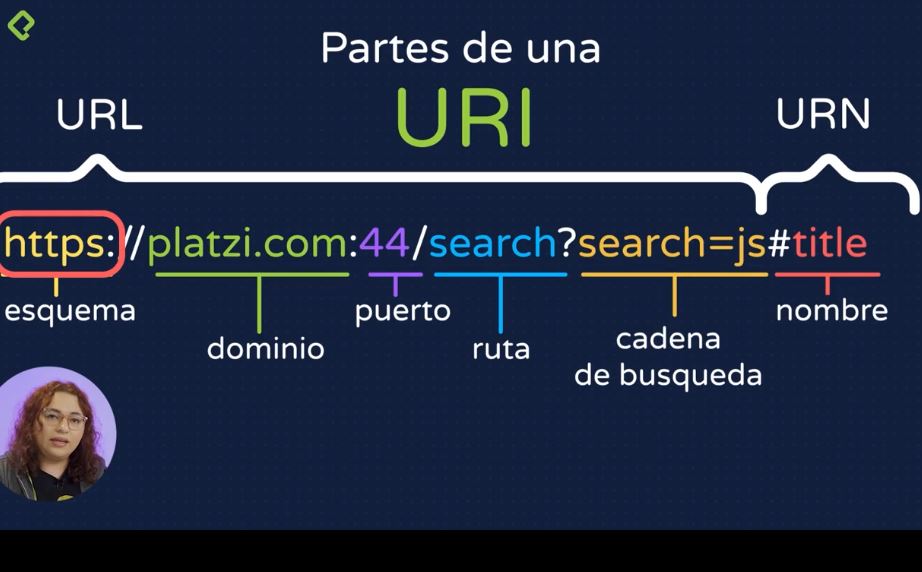 Partes de una
URI
URL
URN
https://platzi.com:44/search?search=js#title
esquema
dominio
puerto
ruta
cadena
de busqueda
nombre